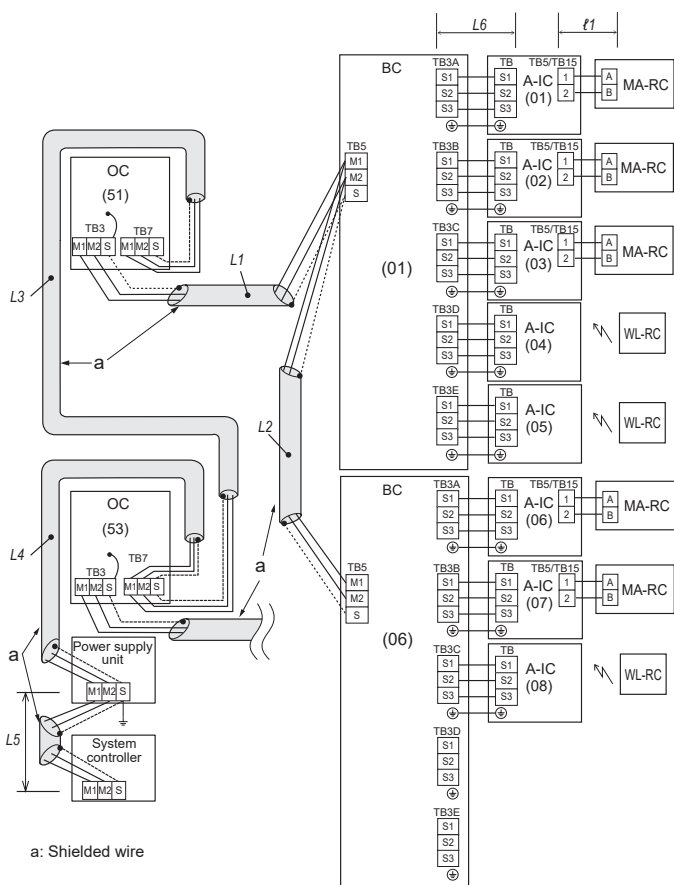 L6
ℓ1
BC
TB3A
TB
TB5/TB15
S1
S2
S3
S1
S2
S3
A-IC
(01)
1
2
A
B
MA-RC
TB5
M1
M2
S
TB3B
TB
TB5/TB15
S1
S2
S3
S1
S2
S3
A-IC
(02)
1
2
A
B
MA-RC
OC
(51)
TB3
TB7
M1 M2 S
M1 M2 S
TB3C
TB
TB5/TB15
S1
S2
S3
S1
S2
S3
A-IC
(03)
1
2
A
B
MA-RC
(01)
L1
L3
a
TB3D
TB
S1
S2
S3
S1
S2
S3
A-IC
(04)
WL-RC
TB3E
TB
S1
S2
S3
S1
S2
S3
A-IC
(05)
WL-RC
L2
BC
TB3A
TB
TB5/TB15
S1
S2
S3
S1
S2
S3
A-IC
(06)
1
2
A
B
MA-RC
OC
(53)
TB3
TB7
M1 M2 S
M1 M2 S
L4
a
TB5
M1
M2
S
TB3B
TB
TB5/TB15
S1
S2
S3
S1
S2
S3
A-IC
(07)
1
2
A
B
MA-RC
(06)
TB3C
TB
S1
S2
S3
S1
S2
S3
A-IC
(08)
WL-RC
a
Power supply
unit
M1 M2 S
L5
System
controller
M1 M2 S
TB3D
S1
S2
S3
TB3E
S1
S2
S3
a: Shielded wire